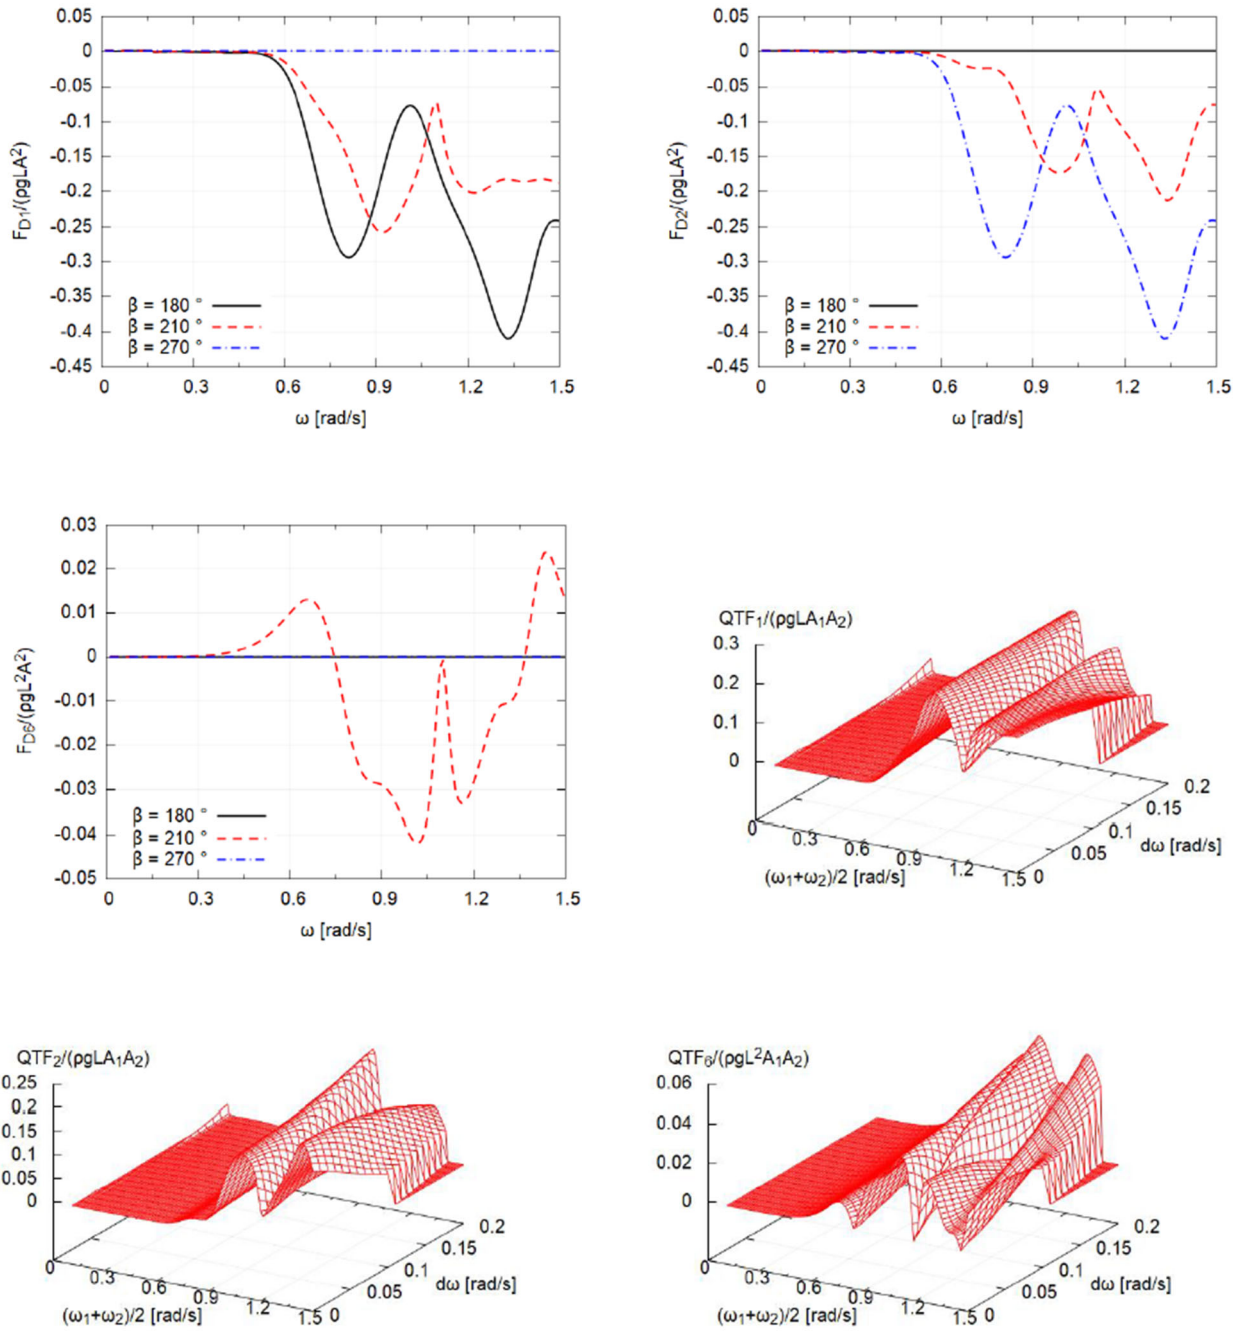 0.05
0
-0.05
-0.1
-0.15
-0.2
-0.25
-0.3
-0.35
-0.4
-0.45
F_D1/(ρgLA²)
β = 180 °
β = 210 °
β = 270 °
0 0.3 0.6 0.9 1.2 1.5
ω [rad/s]
0.05
0
-0.05
-0.1
-0.15
-0.2
-0.25
-0.3
-0.35
-0.4
-0.45
F_D2/(ρgLA²)
β = 180 °
β = 210 °
β = 270 °
0 0.3 0.6 0.9 1.2 1.5
ω [rad/s]
0.03
0.02
0.01
0
-0.01
-0.02
-0.03
-0.04
-0.05
F_D6/(ρgL²A²)
β = 180 °
β = 210 °
β = 270 °
0 0.3 0.6 0.9 1.2 1.5
ω [rad/s]
QTF₁/(ρgLA₁A₂)
0.3
0.2
0.1
0
0 0.3 0.6 0.9 1.2 1.5
(ω₁+ω₂)/2 [rad/s]
0 0.05 0.1 0.15 0.2
dω [rad/s]
QTF₂/(ρgLA₁A₂)
0.25
0.2
0.15
0.1
0.05
0
0 0.3 0.6 0.9 1.2 1.5
(ω₁+ω₂)/2 [rad/s]
0 0.05 0.1 0.15 0.2
dω [rad/s]
QTF₆/(ρgL²A₁A₂)
0.06
0.04
0.02
0
0 0.3 0.6 0.9 1.2 1.5
(ω₁+ω₂)/2 [rad/s]
0 0.05 0.1 0.15 0.2
dω [rad/s]